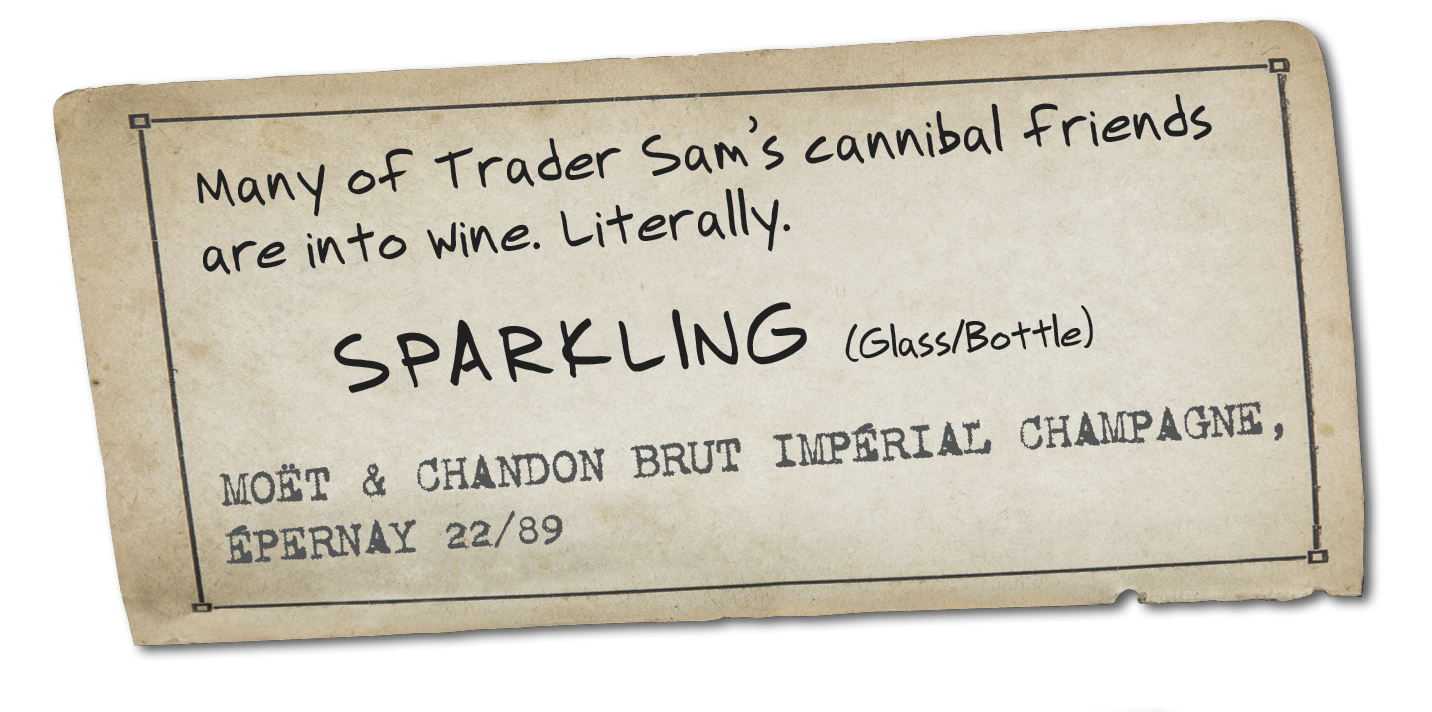 Many of Trader Sam's cannibal friends
are into wine. Literally.
SPARKLING (Glass/Bottle)
MOËT & CHANDON BRUT IMPÉRIAL CHAMPAGNE,
ÉPERNAY 22/89